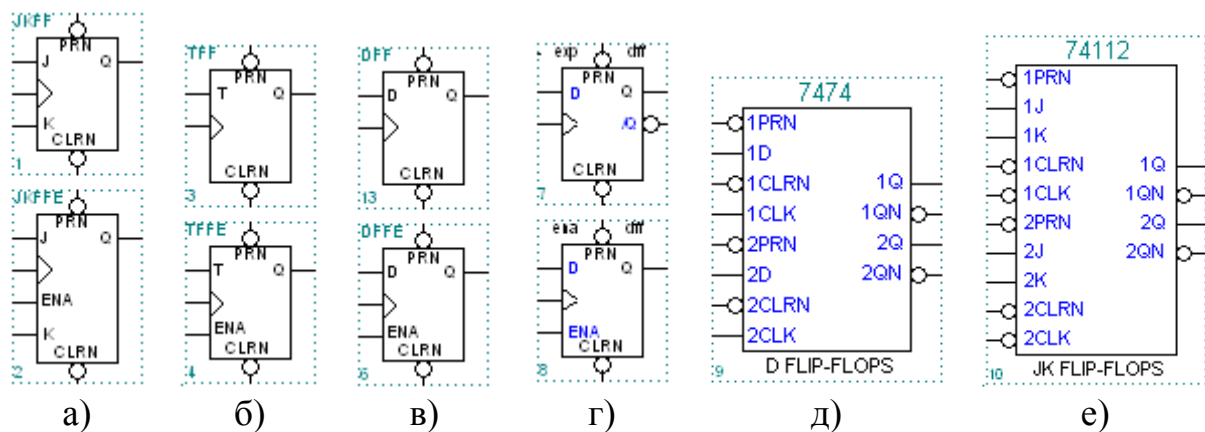 JKFF
PRN
J
Q
K
CLRN
1
JKFFE
PRN
J
Q
ENA
K
CLRN
2
а)
TFF
PRN
T
Q
CLRN
3
TFFE
PRN
T
Q
ENA
CLRN
4
б)
DFF
PRN
D
Q
CLRN
13
DFFE
PRN
D
Q
ENA
CLRN
6
в)
exp dff
PRN
D
Q
/Q
CLRN
7
ena dff
PRN
D
Q
ENA
CLRN
8
г)
7474
1PRN
1D
1CLRN
1Q
1CLK
1QN
2PRN
2Q
2D
2QN
2CLRN
2CLK
9
D FLIP-FLOPS
д)
74112
1PRN
1J
1K
1CLRN
1Q
1CLK
1QN
2PRN
2Q
2J
2QN
2K
2CLRN
2CLK
10
JK FLIP-FLOPS
е)